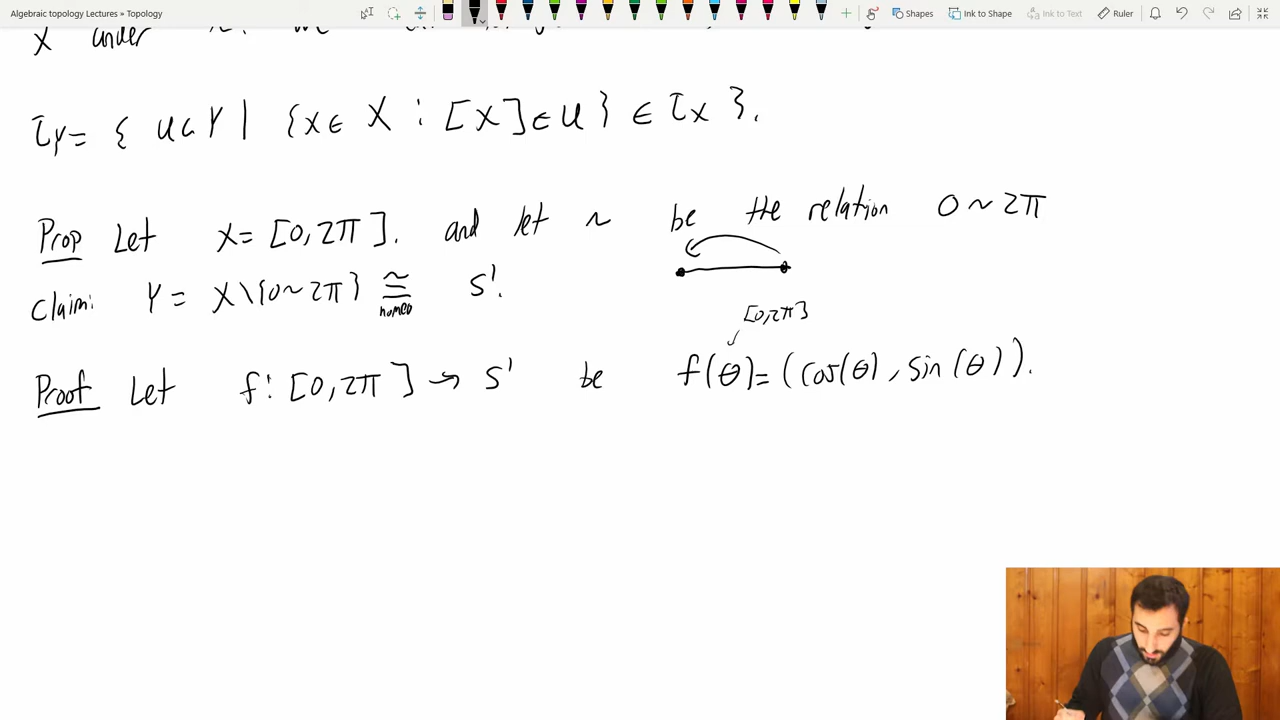 Algebraic topology Lectures » Topology
Shapes Ink to Shape Ink to Text Ruler
X under
τ_Y = { U ⊂ Y | {x ∈ X : [x] ∈ U} ∈ τ_X }.
Prop Let X = [0, 2π]. and let ~ be the relation 0 ~ 2π
Claim: Y = X\{0~2π} ≅ S¹.
homeo
[0,2π]
Proof Let f: [0, 2π] → S¹ be f(θ) = (cos(θ), sin(θ)).